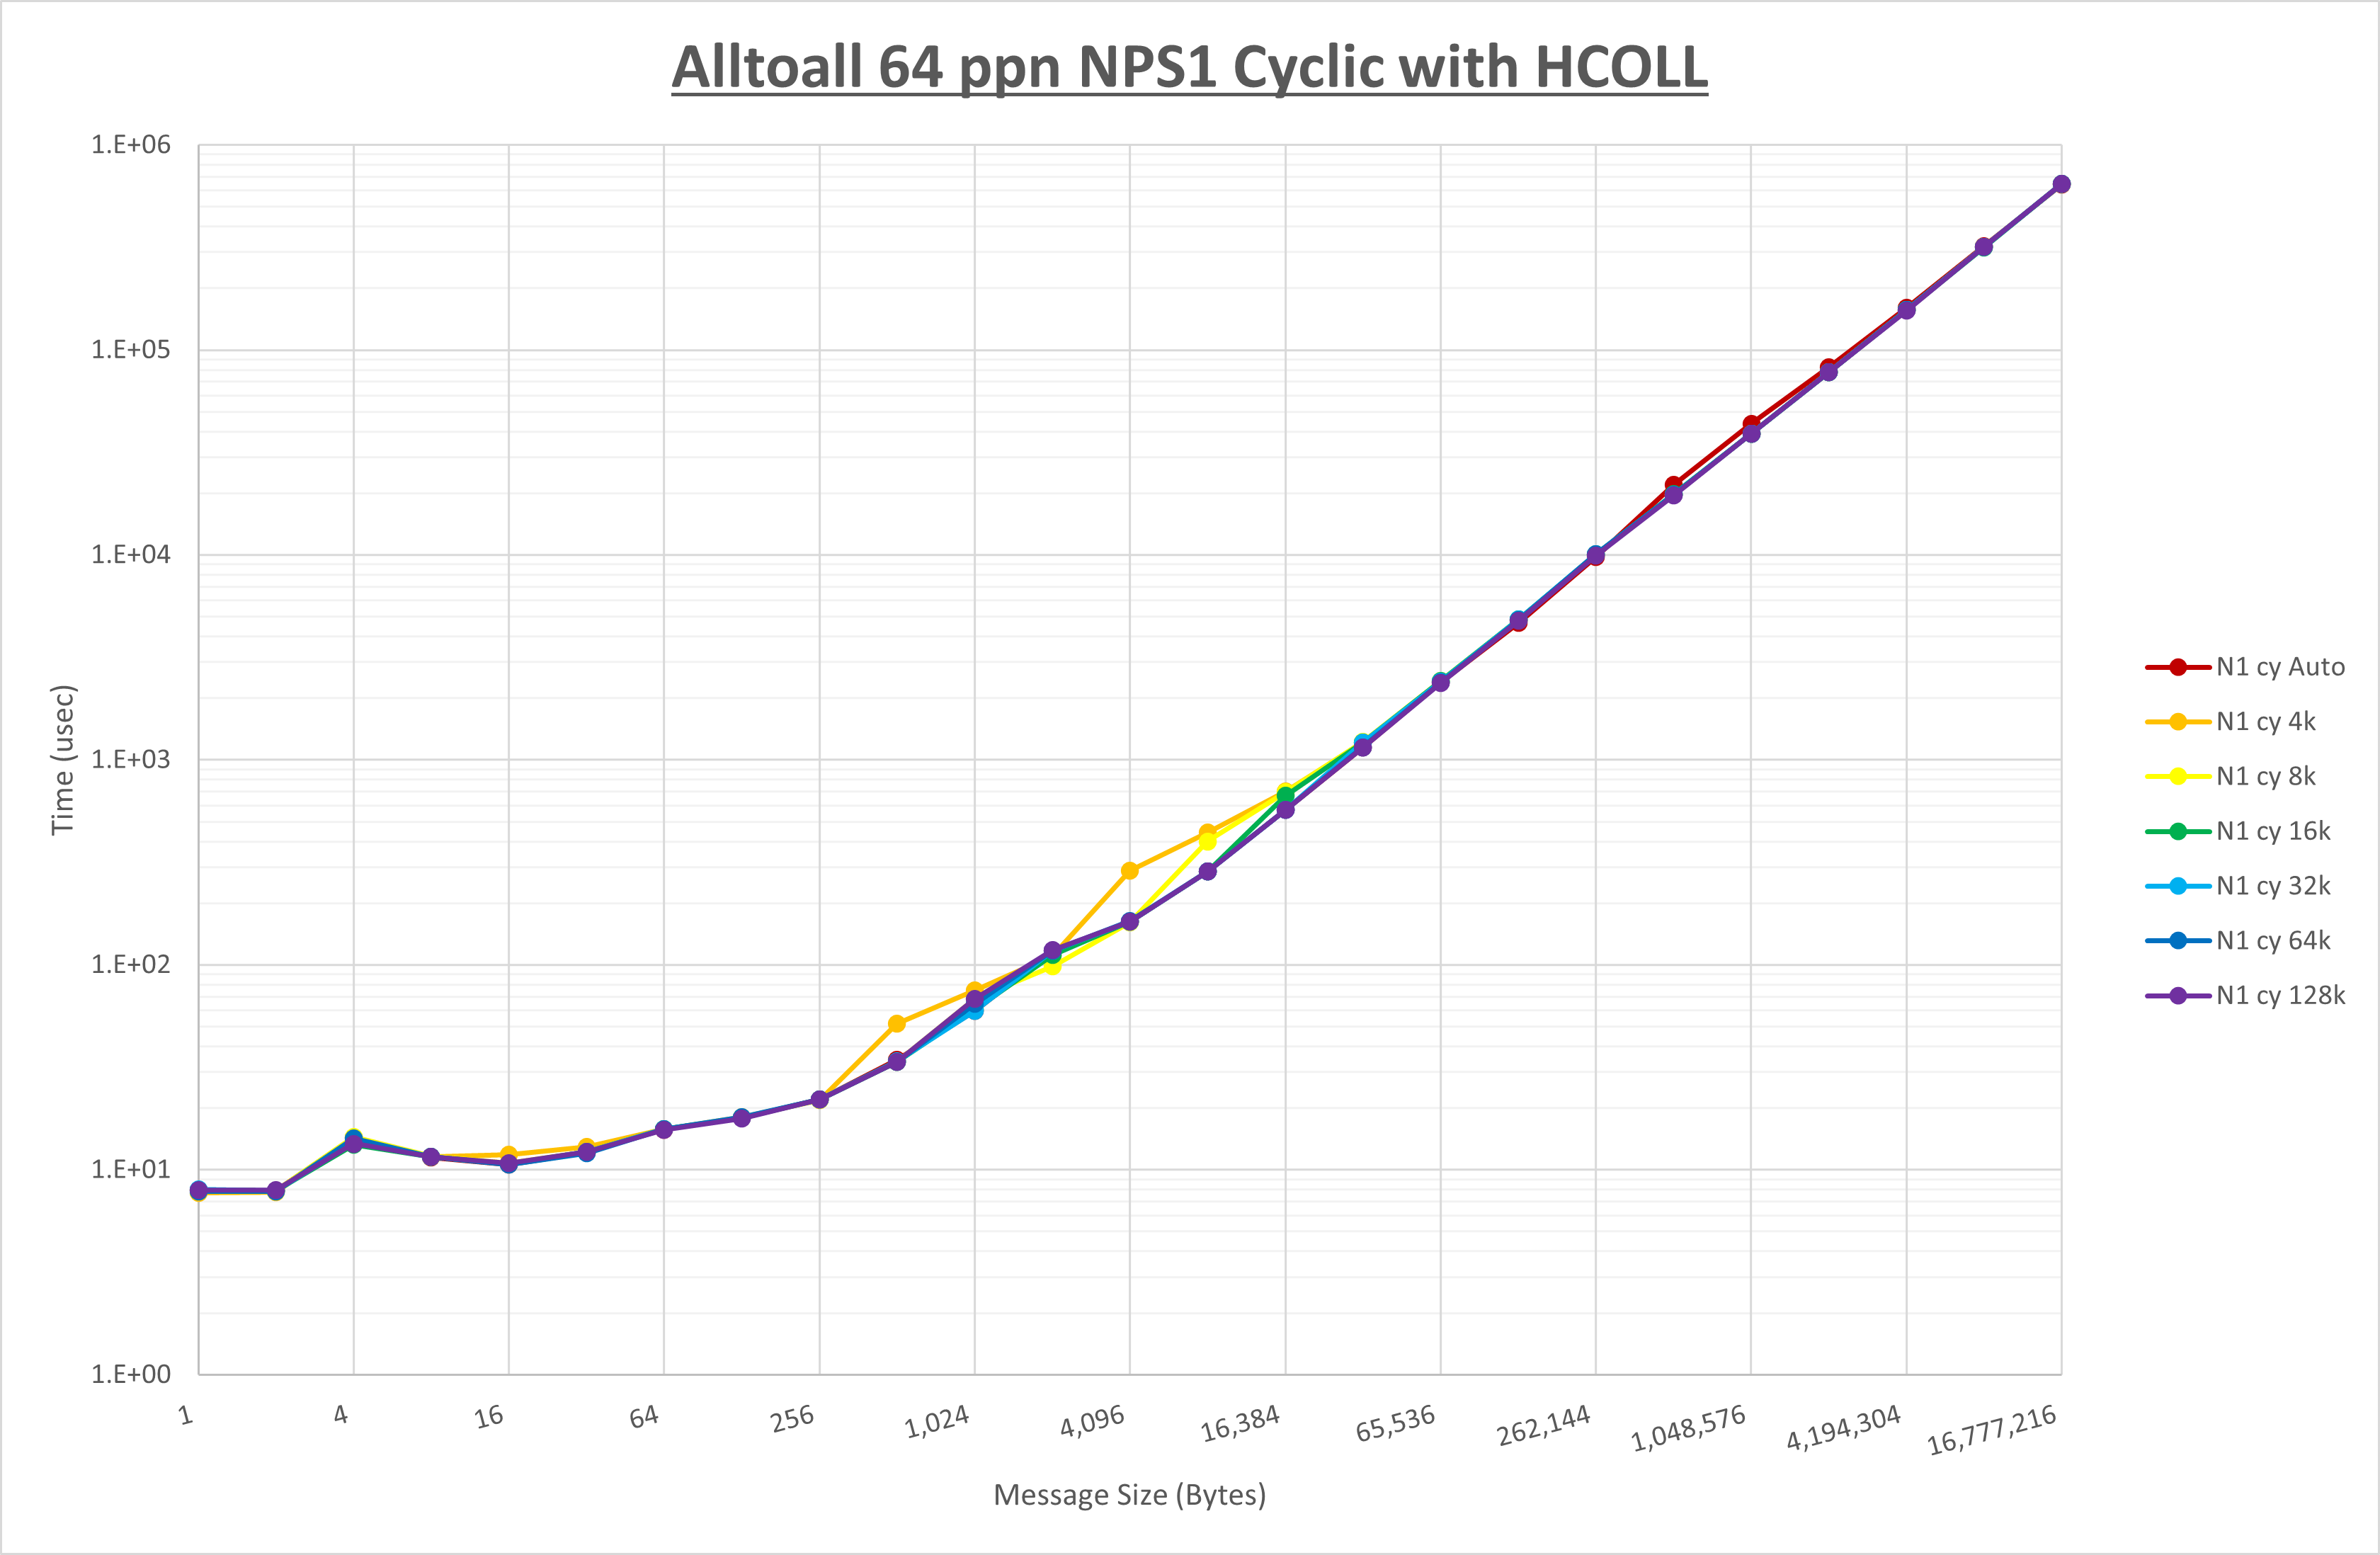 Alltoall 64 ppn NPS1 Cyclic with HCOLL
1.E+06
1.E+05
1.E+04
1.E+03
1.E+02
1.E+01
1.E+00
Time (usec)
1
4
16
64
256
1,024
4,096
16,384
65,536
262,144
1,048,576
4,194,304
16,777,216
Message Size (Bytes)
N1 cy Auto
N1 cy 4k
N1 cy 8k
N1 cy 16k
N1 cy 32k
N1 cy 64k
N1 cy 128k